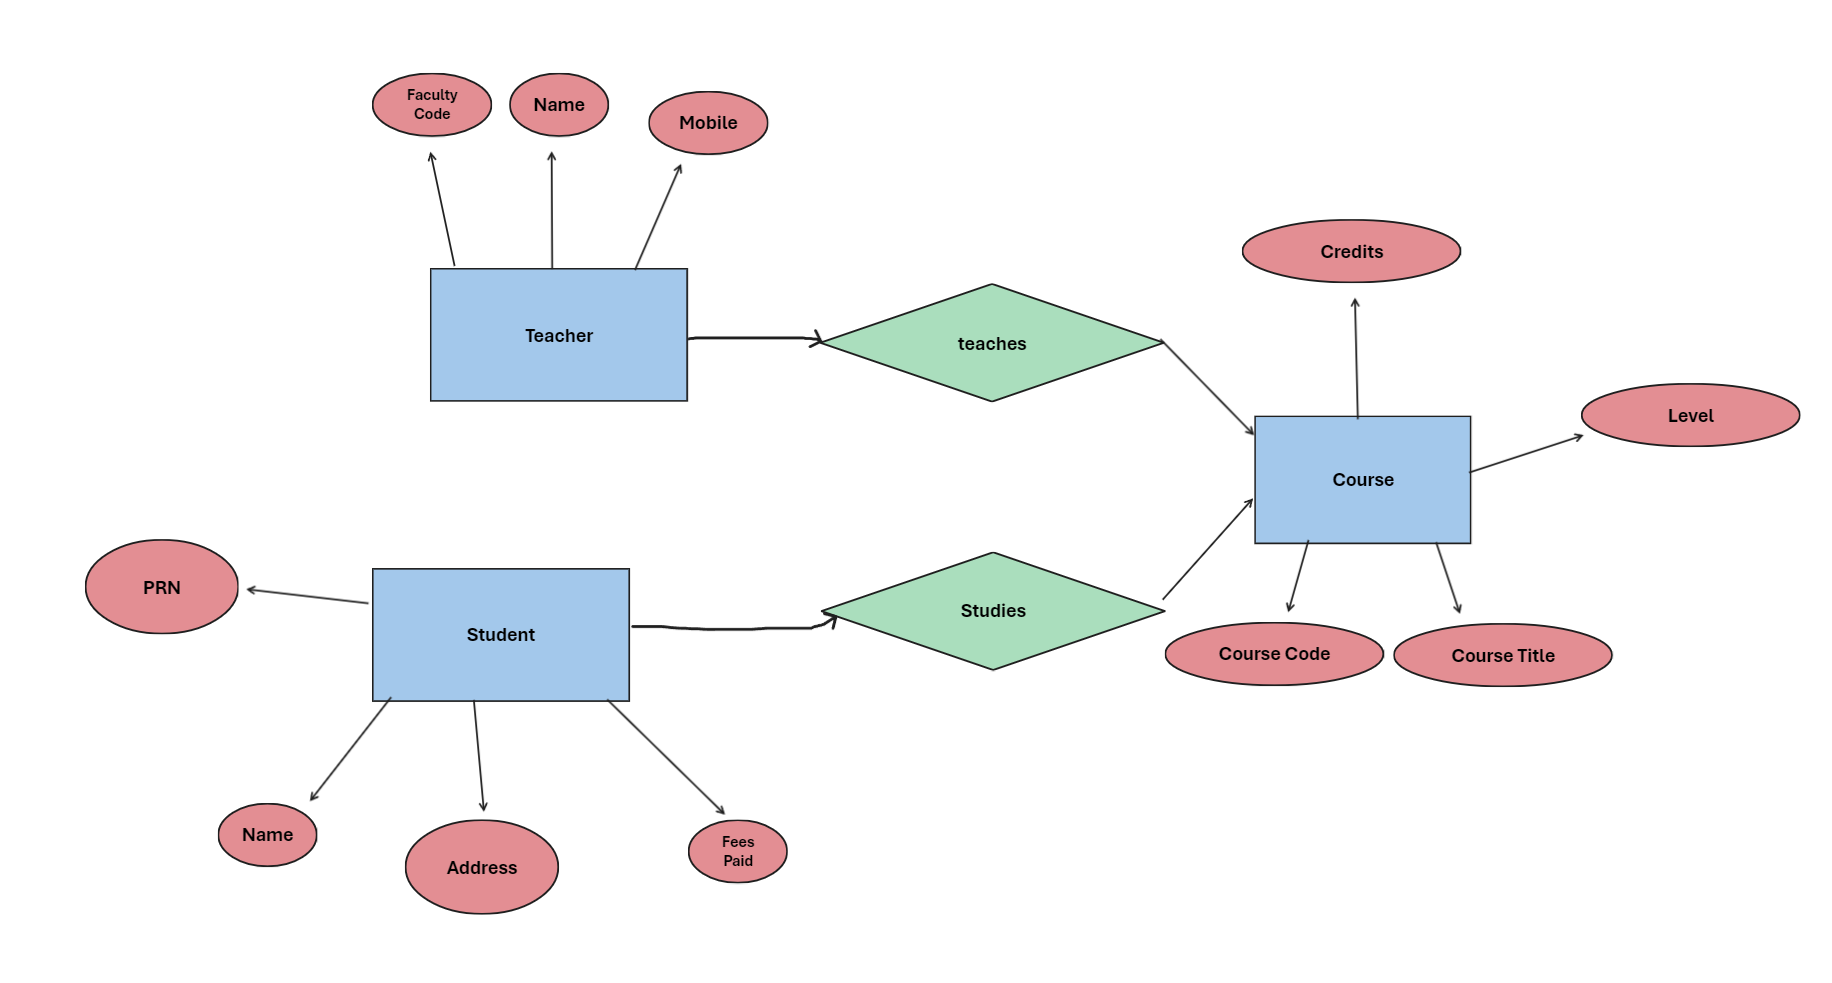 Faculty
Code
Name
Mobile
Teacher
teaches
Credits
Level
Course
Course Code
Course Title
PRN
Student
Studies
Name
Address
Fees
Paid